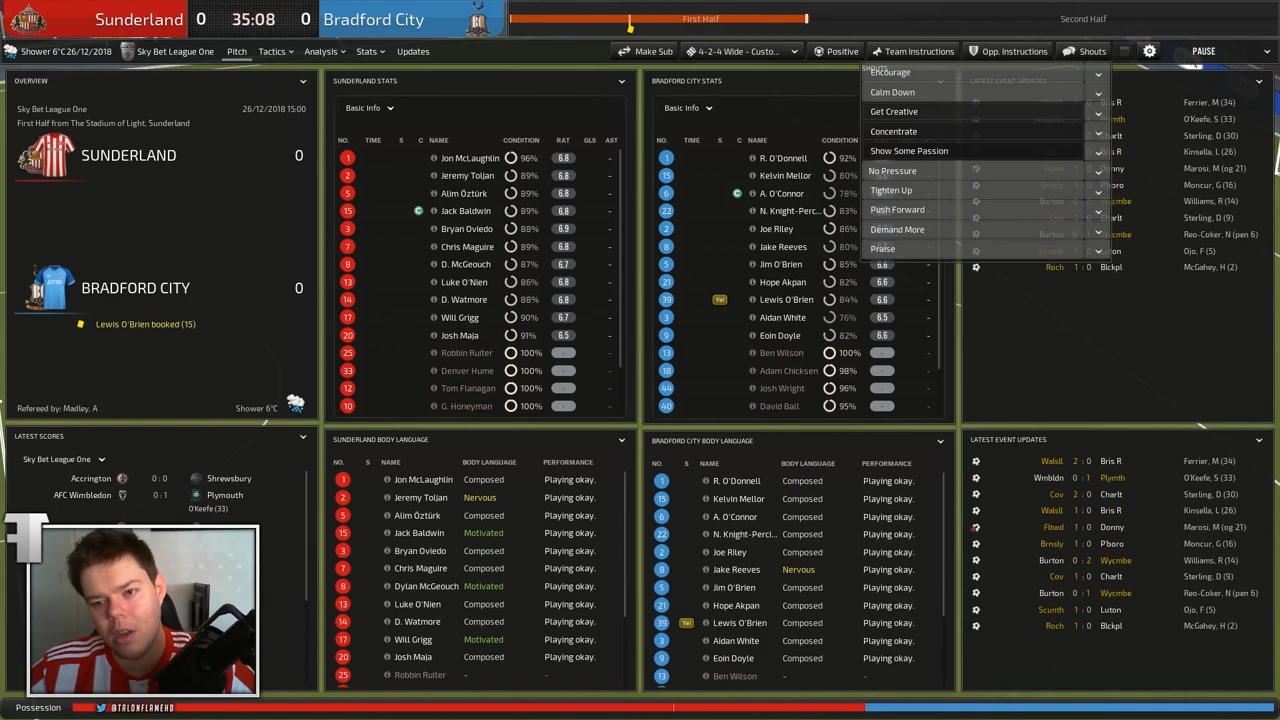 Sunderland 0 35:08 0 Bradford City First Half Second Half
Shower 6°C 26/12/2018 Sky Bet League One Pitch Tactics Analysis Stats Updates Make Sub 4-2-4 Wide - Custo... Positive Team Instructions Opp. Instructions Shouts PAUSE
OVERVIEW
Sky Bet League One 26/12/2018 15:00
First Half from The Stadium of Light, Sunderland
SUNDERLAND 0
BRADFORD CITY 0
Lewis O'Brien booked (15)
Refereed by: Madley, A Shower 6°C
SUNDERLAND STATS
Basic Info
NO. TIME S C NAME CONDITION RAT GLS AST
1 Jon McLaughlin 96% 6.8 -
2 Jeremy Toljan 89% 6.8 -
5 Alim Öztürk 89% 6.8 -
15 C Jack Baldwin 89% 6.8 -
3 Bryan Oviedo 88% 6.9 -
7 Chris Maguire 89% 6.8 -
8 D. McGeouch 87% 6.7 -
13 Luke O'Nien 86% 6.8 -
14 D. Watmore 88% 6.8 -
17 Will Grigg 90% 6.7 -
20 Josh Maja 91% 6.5 -
25 Robbin Ruiter 100% - -
33 Denver Hume 100% - -
12 Tom Flanagan 100% - -
10 G. Honeyman 100% - -
BRADFORD CITY STATS
Basic Info
NO. TIME S C NAME CONDITION
1 R. O'Donnell 92%
15 Kelvin Mellor 80%
6 C A. O'Connor 78%
22 N. Knight-Perc... 83%
2 Joe Riley 86%
8 Jake Reeves 80%
5 Jim O'Brien 85% 6.6 -
21 Hope Akpan 82% 6.6 -
39 Yel Lewis O'Brien 84% 6.6 -
3 Aidan White 76% 6.5 -
9 Eoin Doyle 82% 6.6 -
13 Ben Wilson 100% - -
18 Adam Chicksen 98% - -
44 Josh Wright 96% - -
40 David Ball 95% - -
SHOUTS
Encourage
Calm Down
Get Creative
Concentrate
Show Some Passion
No Pressure
Tighten Up
Push Forward
Demand More
Praise
LATEST EVENT UPDATES
Bris R Ferrier, M (34)
Plymth O'Keefe, S (33)
Charlt Sterling, D (30)
Bris R Kinsella, L (26)
Donny Marosi, M (og 21)
P'boro Moncur, G (16)
Wycmbe Williams, R (14)
Charlt Sterling, D (9)
Wycmbe Reo-Coker, N (pen 6)
Luton Ojo, F (5)
Roch 1 : 0 Blckpl McGahey, H (2)
LATEST SCORES
Sky Bet League One
Accrington 0 : 0 Shrewsbury
AFC Wimbledon 0 : 1 Plymouth
O'Keefe (33)
SUNDERLAND BODY LANGUAGE
NO. S NAME BODY LANGUAGE PERFORMANCE
1 Jon McLaughlin Composed Playing okay.
2 Jeremy Toljan Nervous Playing okay.
5 Alim Öztürk Composed Playing okay.
15 Jack Baldwin Motivated Playing okay.
3 Bryan Oviedo Composed Playing okay.
7 Chris Maguire Composed Playing okay.
8 Dylan McGeouch Motivated Playing okay.
13 Luke O'Nien Composed Playing okay.
14 D. Watmore Composed Playing okay.
17 Will Grigg Motivated Playing okay.
20 Josh Maja Composed Playing okay.
25 Robbin Ruiter - -
BRADFORD CITY BODY LANGUAGE
NO. S NAME BODY LANGUAGE PERFORMANCE
1 R. O'Donnell Composed Playing okay.
15 Kelvin Mellor Composed Playing okay.
6 A. O'Connor Composed Playing okay.
22 N. Knight-Perci... Composed Playing okay.
2 Joe Riley Composed Playing okay.
8 Jake Reeves Nervous Playing okay.
5 Jim O'Brien Composed Playing okay.
21 Hope Akpan Composed Playing okay.
39 Yel Lewis O'Brien Composed Playing okay.
3 Aidan White Composed Playing okay.
9 Eoin Doyle Composed Playing okay.
13 Ben Wilson - -
LATEST EVENT UPDATES
Walsll 2 : 0 Bris R Ferrier, M (34)
Wmbldn 0 : 1 Plymth O'Keefe, S (33)
Cov 2 : 0 Charlt Sterling, D (30)
Walsll 1 : 0 Bris R Kinsella, L (26)
Fltwd 1 : 0 Donny Marosi, M (og 21)
Brnsly 1 : 0 P'boro Moncur, G (16)
Burton 0 : 2 Wycmbe Williams, R (14)
Cov 1 : 0 Charlt Sterling, D (9)
Burton 0 : 1 Wycmbe Reo-Coker, N (pen 6)
Scunth 1 : 0 Luton Ojo, F (5)
Roch 1 : 0 Blckpl McGahey, H (2)
Possession @TALONFLAMEHD